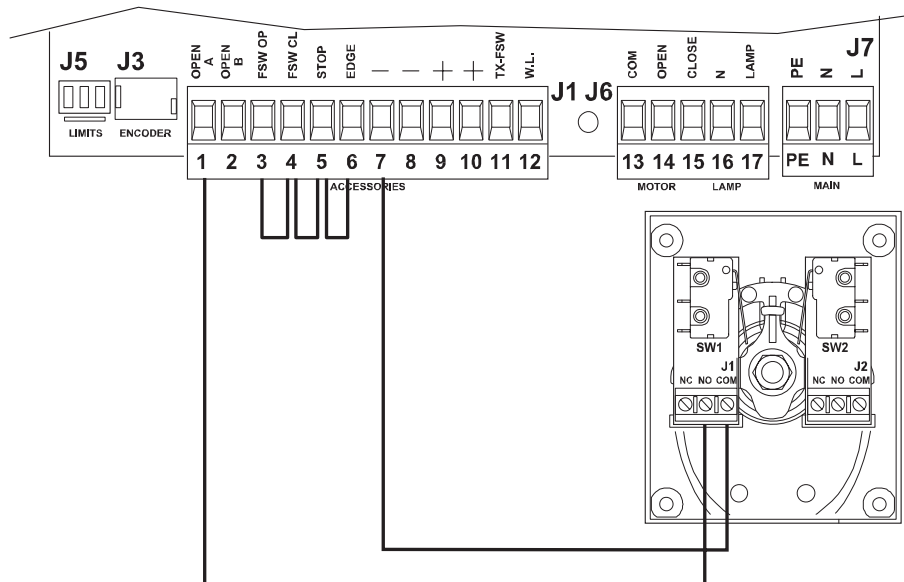 J5 J3 J1 J6 J7
OPEN A
OPEN B
FSW OP
FSW CL
STOP
EDGE
—
—
+
+
TX-FSW
W.L.
COM
OPEN
CLOSE
N
LAMP
PE
N
L
LIMITS ENCODER
1 2 3 4 5 6 7 8 9 10 11 12
13 14 15 16 17
PE N L
ACCESSORIES
MOTOR LAMP
MAIN
SW1 SW2
J1 J2
NC NO COM NC NO COM